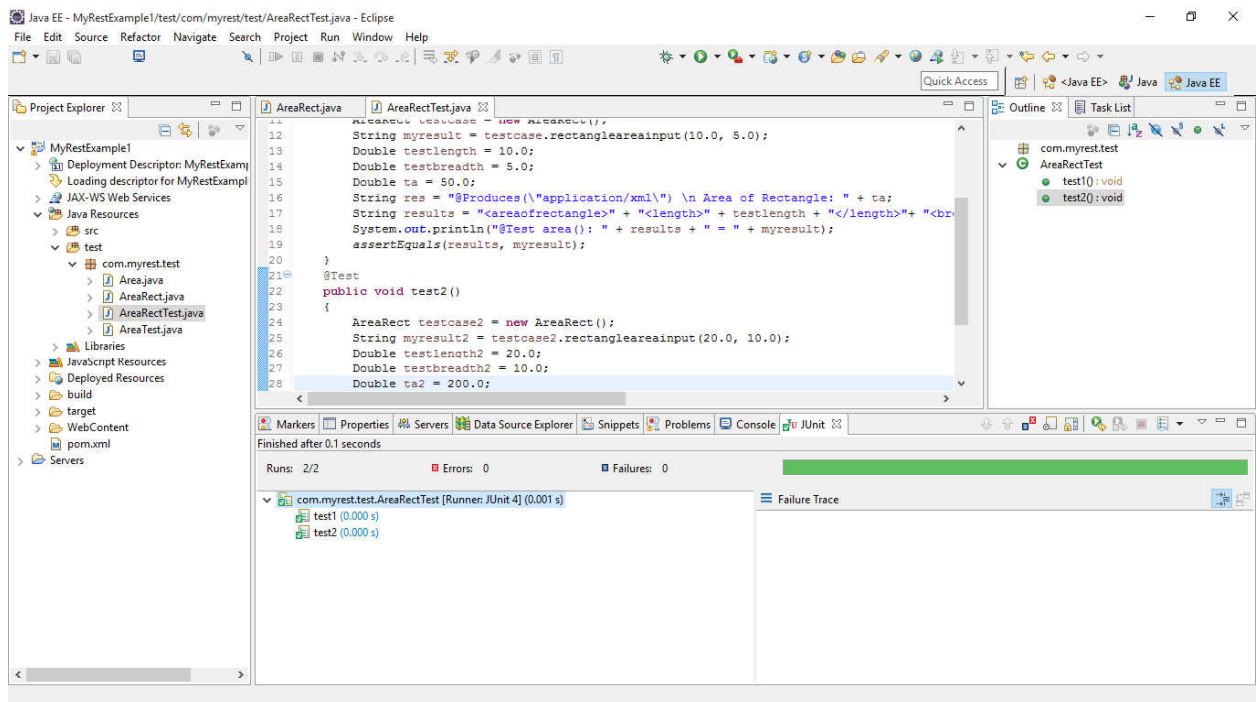 Java EE - MyRestExample1/test/com/myrest/test/AreaRectTest.java - Eclipse
File Edit Source Refactor Navigate Search Project Run Window Help
Quick Access
<Java EE> Java Java EE
Project Explorer
MyRestExample1
Deployment Descriptor: MyRestExamp
Loading descriptor for MyRestExampl
JAX-WS Web Services
Java Resources
src
test
com.myrest.test
Area.java
AreaRect.java
AreaRectTest.java
AreaTest.java
Libraries
JavaScript Resources
Deployed Resources
build
target
WebContent
pom.xml
Servers
AreaRect.java AreaRectTest.java
11 AreaRect testcase = new AreaRect();
12 String myresult = testcase.rectangleareainput(10.0, 5.0);
13 Double testlength = 10.0;
14 Double testbreadth = 5.0;
15 Double ta = 50.0;
16 String res = "@Produces(\"application/xml\") \n Area of Rectangle: " + ta;
17 String results = "<areaofrectangle>" + "<length>" + testlength + "</length>"+ "<br
18 System.out.println("@Test area(): " + results + " = " + myresult);
19 assertEquals(results, myresult);
20 }
21 @Test
22 public void test2()
23 {
24 AreaRect testcase2 = new AreaRect();
25 String myresult2 = testcase2.rectangleareainput(20.0, 10.0);
26 Double testlength2 = 20.0;
27 Double testbreadth2 = 10.0;
28 Double ta2 = 200.0;
Outline Task List
com.myrest.test
AreaRectTest
test1() : void
test2() : void
Markers Properties Servers Data Source Explorer Snippets Problems Console JUnit
Finished after 0.1 seconds
Runs: 2/2 Errors: 0 Failures: 0
com.myrest.test.AreaRectTest [Runner: JUnit 4] (0.001 s)
test1 (0.000 s)
test2 (0.000 s)
Failure Trace